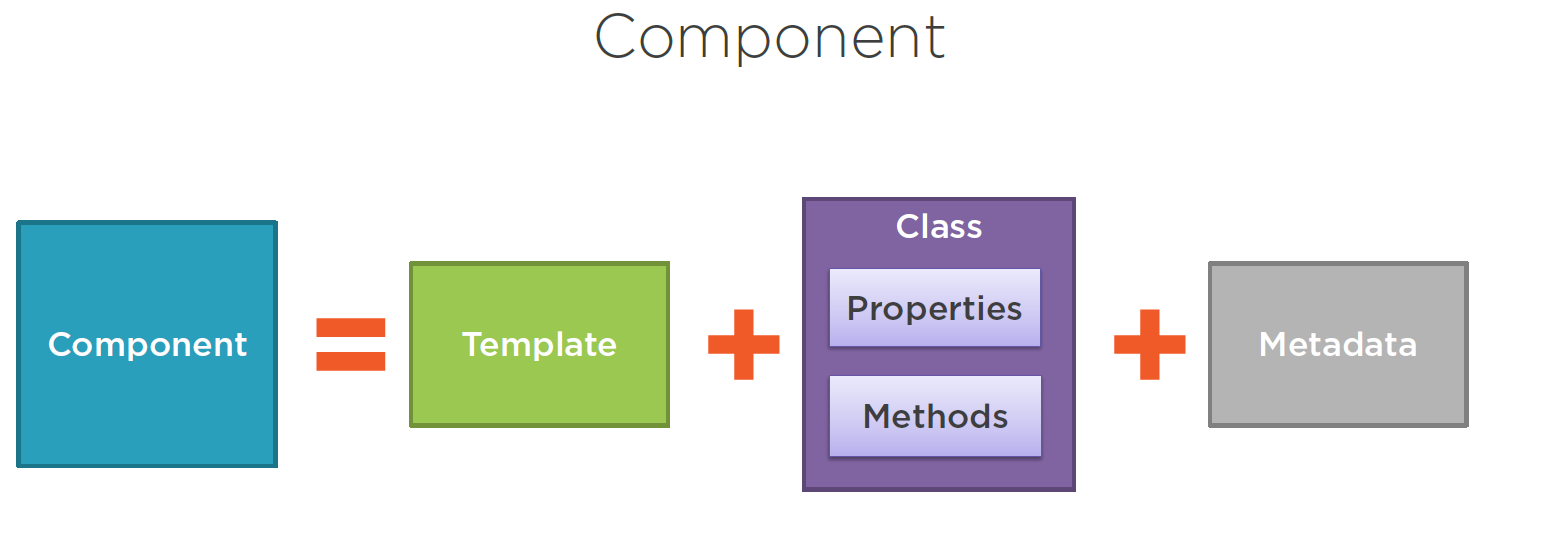 Component
Component
Template
Class
Properties
Methods
Metadata